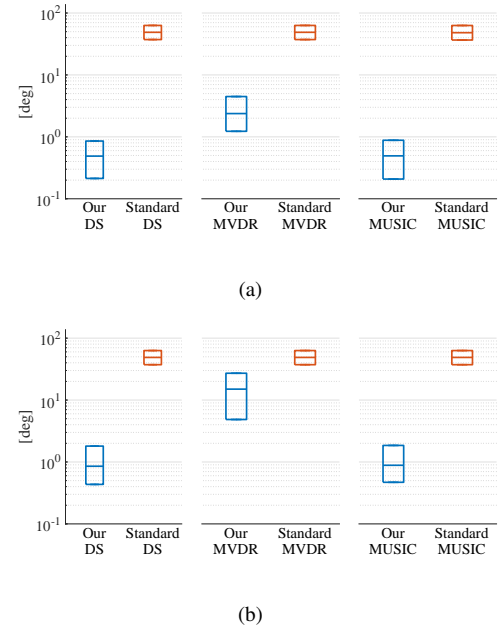 10^2
10^1
10^0
10^-1
[deg]
Our DS
Standard DS
Our MVDR
Standard MVDR
Our MUSIC
Standard MUSIC
(a)
10^2
10^1
10^0
10^-1
[deg]
Our DS
Standard DS
Our MVDR
Standard MVDR
Our MUSIC
Standard MUSIC
(b)